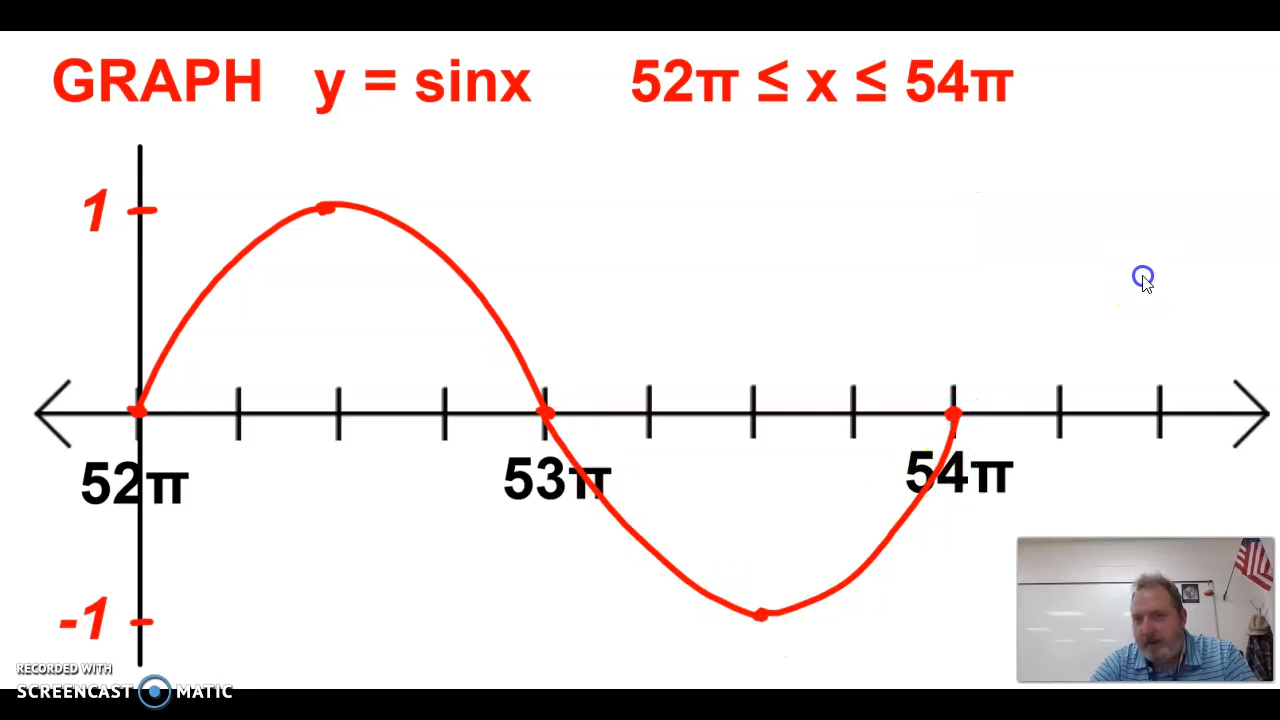 GRAPH y = sinx 52π ≤ x ≤ 54π
1
52π 53π 54π
-1
RECORDED WITH
SCREENCAST MATIC